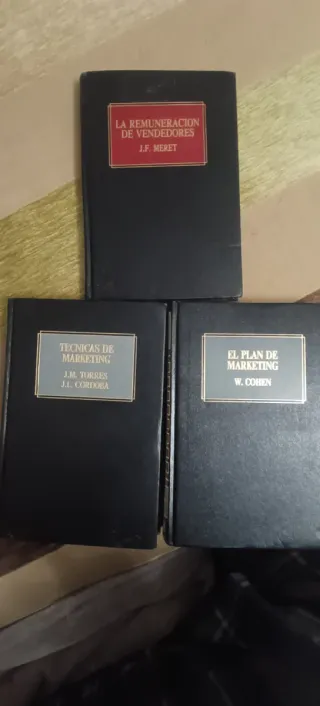 LA REMUNERACION
DE VENDEDORES
J.F. MERET
TECNICAS DE
MARKETING
J.M. TORRES
J.L. CORDOBA
EL PLAN DE
MARKETING
W. COHEN